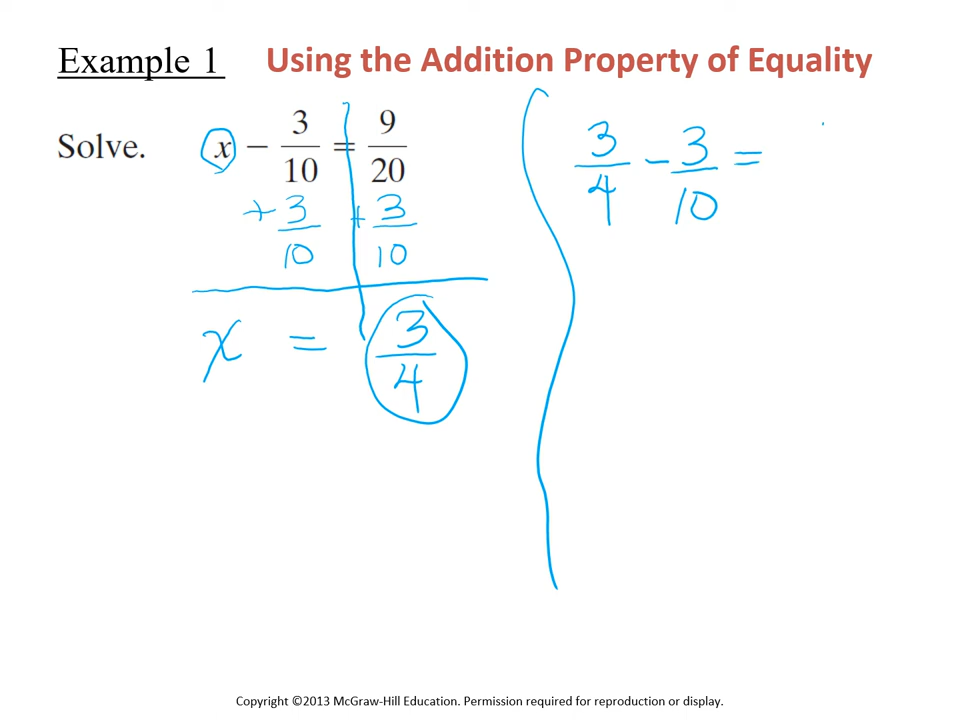 Example 1 Using the Addition Property of Equality
Solve. x − 3/10 = 9/20
+ 3/10 + 3/10
x = 3/4
3/4 − 3/10 =
Copyright ©2013 McGraw-Hill Education. Permission required for reproduction or display.